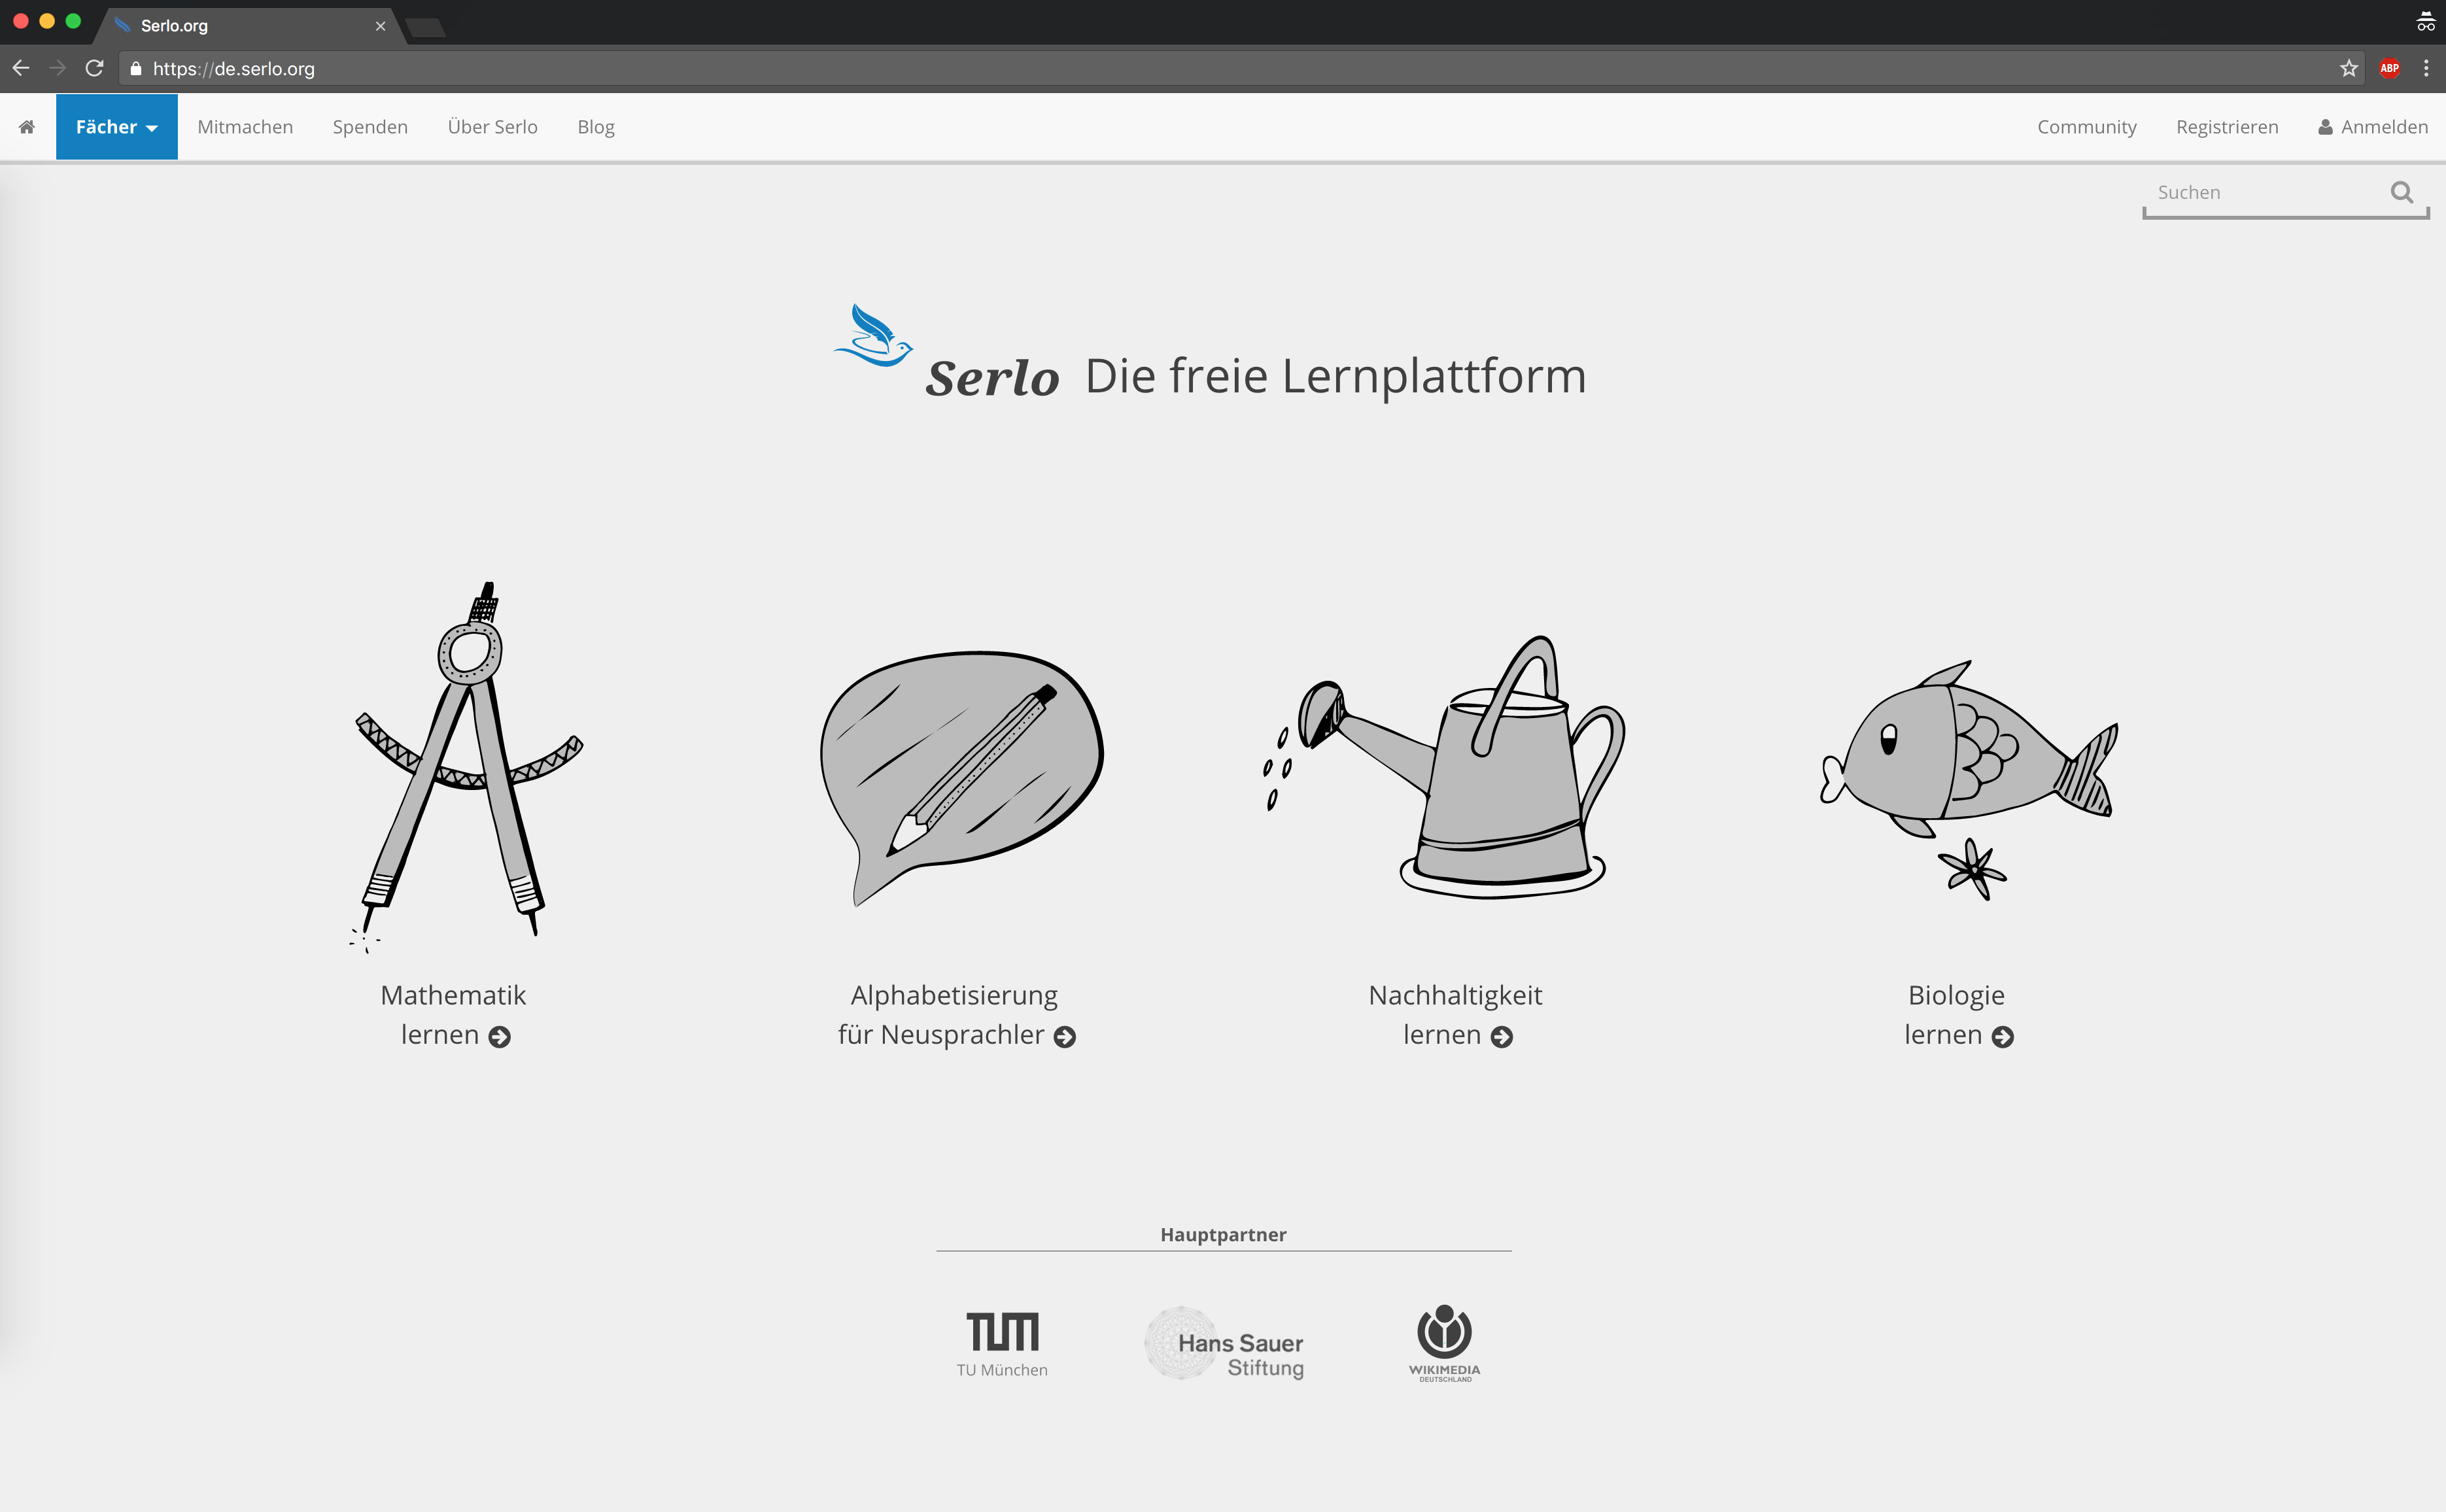 Serlo.org
https://de.serlo.org
ABP
Fächer
Mitmachen
Spenden
Über Serlo
Blog
Community
Registrieren
Anmelden
Suchen
Serlo Die freie Lernplattform
Mathematik
lernen
Alphabetisierung
für Neusprachler
Nachhaltigkeit
lernen
Biologie
lernen
Hauptpartner
TUM
TU München
Hans Sauer
Stiftung
WIKIMEDIA
DEUTSCHLAND